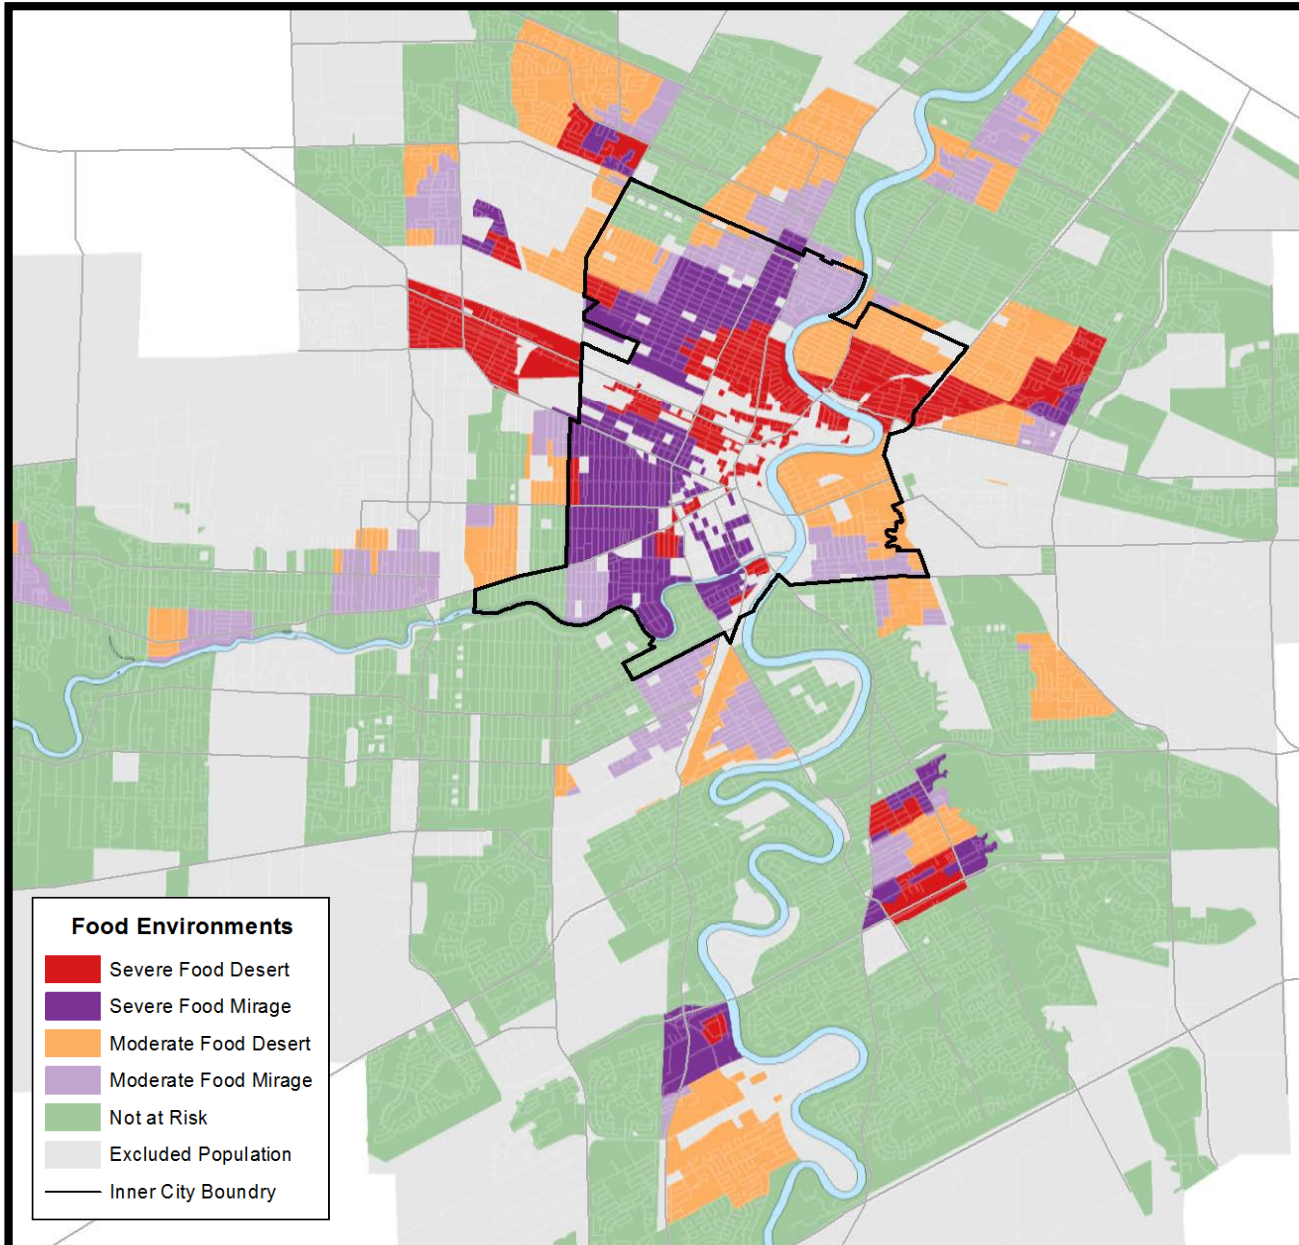 Food Environments
Severe Food Desert
Severe Food Mirage
Moderate Food Desert
Moderate Food Mirage
Not at Risk
Excluded Population
Inner City Boundry